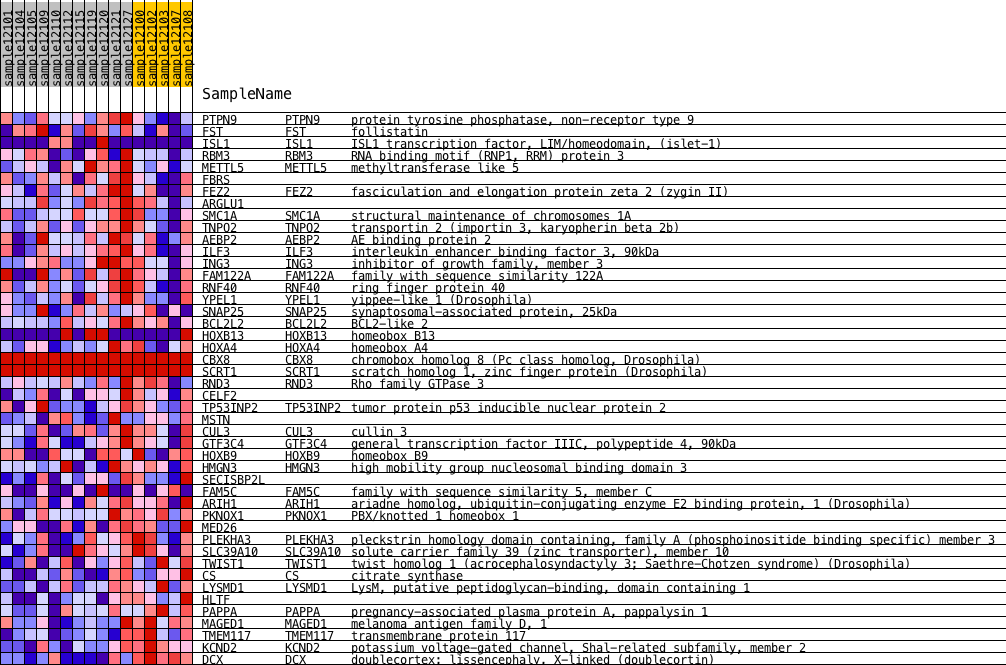 sample12101 sample12104 sample12105 sample12109 sample12110 sample12112 sample12115 sample12119 sample12120 sample12121 sample12127 sample12100 sample12102 sample12103 sample12107 sample12108
SampleName
PTPN9 PTPN9 protein tyrosine phosphatase, non-receptor type 9
FST FST follistatin
ISL1 ISL1 ISL1 transcription factor, LIM/homeodomain, (islet-1)
RBM3 RBM3 RNA binding motif (RNP1, RRM) protein 3
METTL5 METTL5 methyltransferase like 5
FBRS
FEZ2 FEZ2 fasciculation and elongation protein zeta 2 (zygin II)
ARGLU1
SMC1A SMC1A structural maintenance of chromosomes 1A
TNPO2 TNPO2 transportin 2 (importin 3, karyopherin beta 2b)
AEBP2 AEBP2 AE binding protein 2
ILF3 ILF3 interleukin enhancer binding factor 3, 90kDa
ING3 ING3 inhibitor of growth family, member 3
FAM122A FAM122A family with sequence similarity 122A
RNF40 RNF40 ring finger protein 40
YPEL1 YPEL1 yippee-like 1 (Drosophila)
SNAP25 SNAP25 synaptosomal-associated protein, 25kDa
BCL2L2 BCL2L2 BCL2-like 2
HOXB13 HOXB13 homeobox B13
HOXA4 HOXA4 homeobox A4
CBX8 CBX8 chromobox homolog 8 (Pc class homolog, Drosophila)
SCRT1 SCRT1 scratch homolog 1, zinc finger protein (Drosophila)
RND3 RND3 Rho family GTPase 3
CELF2
TP53INP2 TP53INP2 tumor protein p53 inducible nuclear protein 2
MSTN
CUL3 CUL3 cullin 3
GTF3C4 GTF3C4 general transcription factor IIIC, polypeptide 4, 90kDa
HOXB9 HOXB9 homeobox B9
HMGN3 HMGN3 high mobility group nucleosomal binding domain 3
SECISBP2L
FAM5C FAM5C family with sequence similarity 5, member C
ARIH1 ARIH1 ariadne homolog, ubiquitin-conjugating enzyme E2 binding protein, 1 (Drosophila)
PKNOX1 PKNOX1 PBX/knotted 1 homeobox 1
MED26
PLEKHA3 PLEKHA3 pleckstrin homology domain containing, family A (phosphoinositide binding specific) member 3
SLC39A10 SLC39A10 solute carrier family 39 (zinc transporter), member 10
TWIST1 TWIST1 twist homolog 1 (acrocephalosyndactyly 3; Saethre-Chotzen syndrome) (Drosophila)
CS CS citrate synthase
LYSMD1 LYSMD1 LysM, putative peptidoglycan-binding, domain containing 1
HLTF
PAPPA PAPPA pregnancy-associated plasma protein A, pappalysin 1
MAGED1 MAGED1 melanoma antigen family D, 1
TMEM117 TMEM117 transmembrane protein 117
KCND2 KCND2 potassium voltage-gated channel, Shal-related subfamily, member 2
DCX DCX doublecortex; lissencephaly, X-linked (doublecortin)